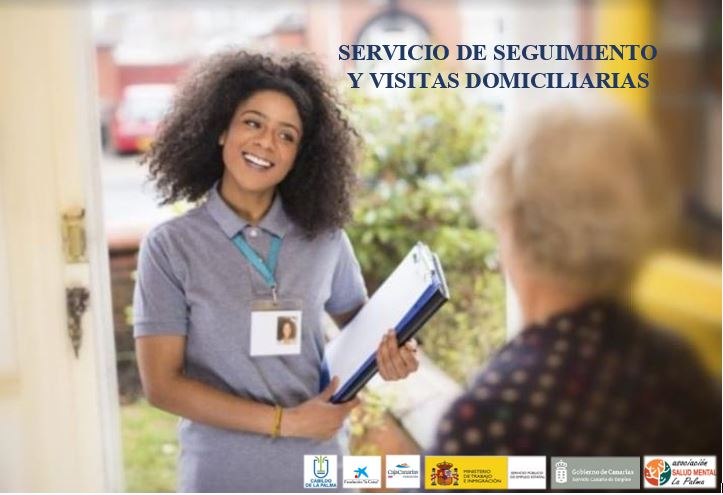 SERVICIO DE SEGUIMIENTO
Y VISITAS DOMICILIARIAS
CABILDO
DE LA PALMA
Fundación "la Caixa"
CajaCanarias
FUNDACIÓN
MINISTERIO
DE TRABAJO
E INMIGRACIÓN
SERVICIO PÚBLICO
DE EMPLEO ESTATAL
Gobierno de Canarias
Servicio Canario de Empleo
asociación
SALUD MENTAL
La Palma